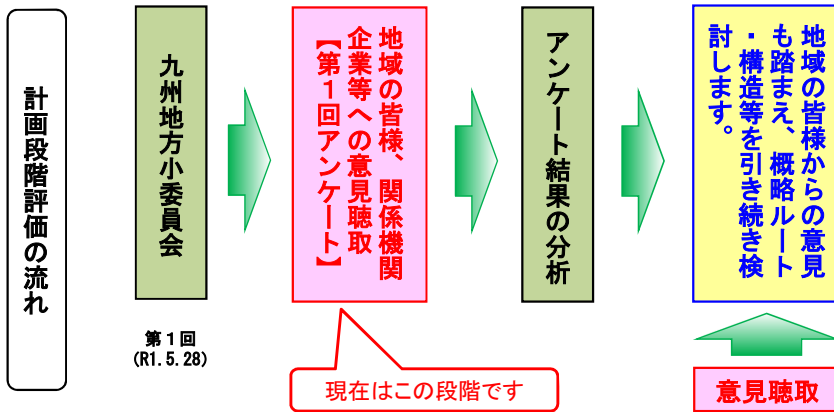 計画段階評価の流れ
九州地方小委員会
第1回
(R1.5.28)
地域の皆様、関係機関
企業等への意見聴取
【第1回アンケート】
現在はこの段階です
アンケート結果の分析
地域の皆様からの意見
も踏まえ、概略ルート
・構造等を引き続き検
討します。
意見聴取